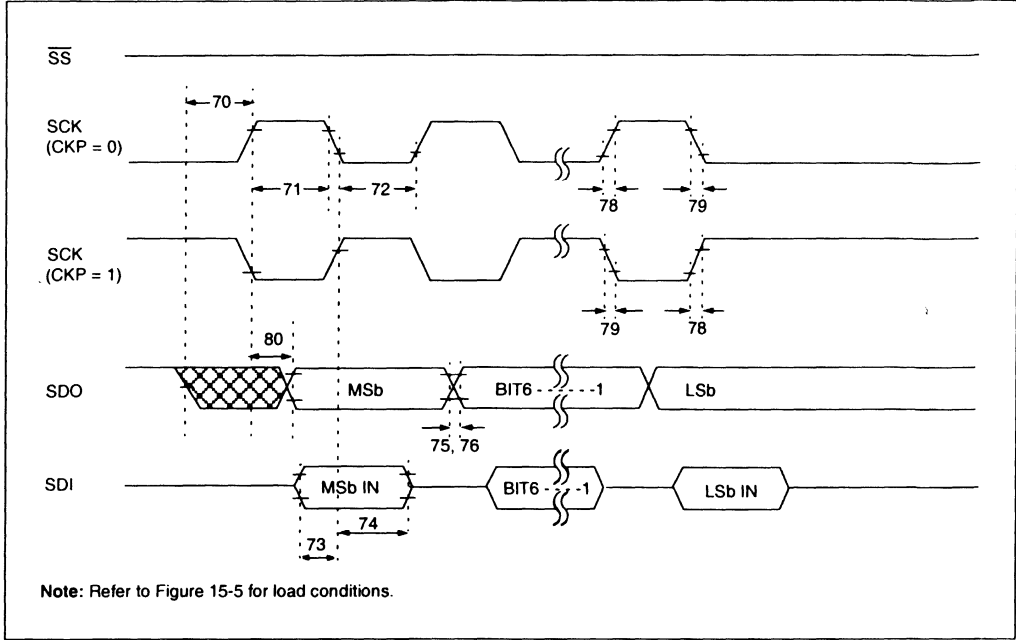 SS
70
SCK
(CKP = 0)
71
72
78
79
SCK
(CKP = 1)
79
78
80
SDO
MSb
BIT6 - - - - - -1
LSb
75, 76
SDI
MSb IN
BIT6 - - - -1
LSb IN
74
73
Note: Refer to Figure 15-5 for load conditions.